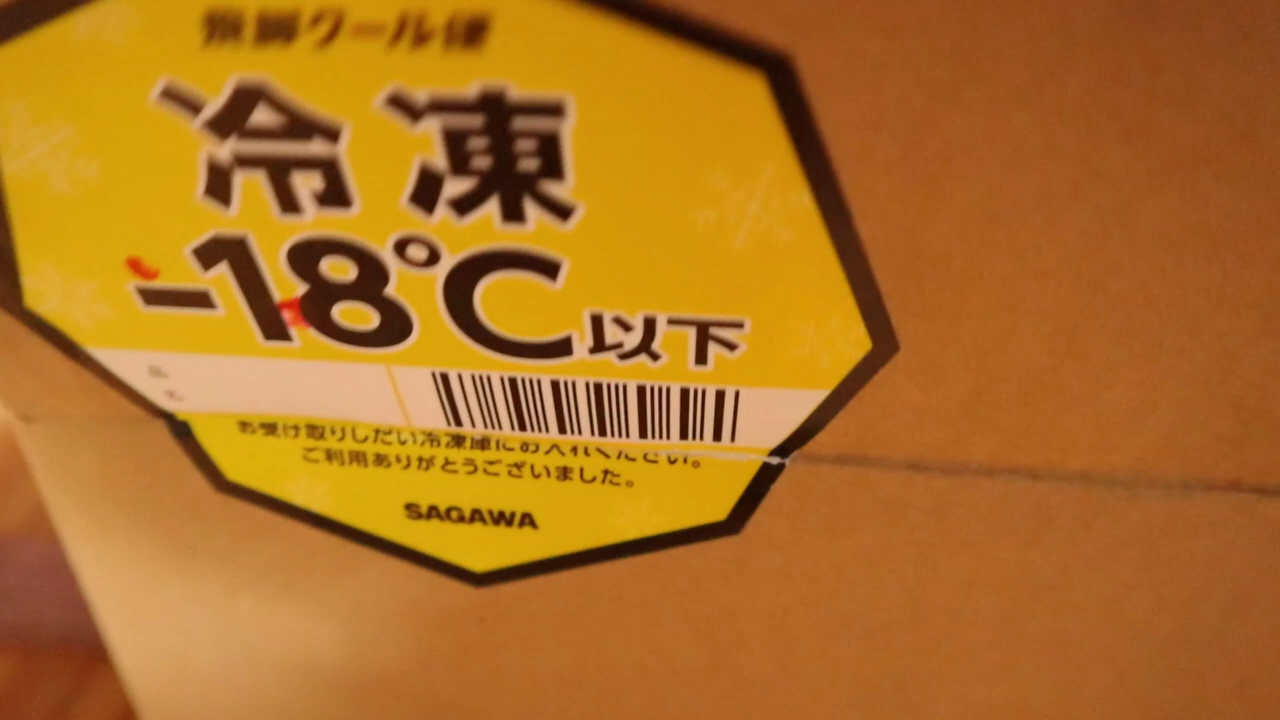 飛脚クール便
冷凍
-18℃以下
お受け取りしだい冷凍庫にお入れください。
ご利用ありがとうございました。
SAGAWA